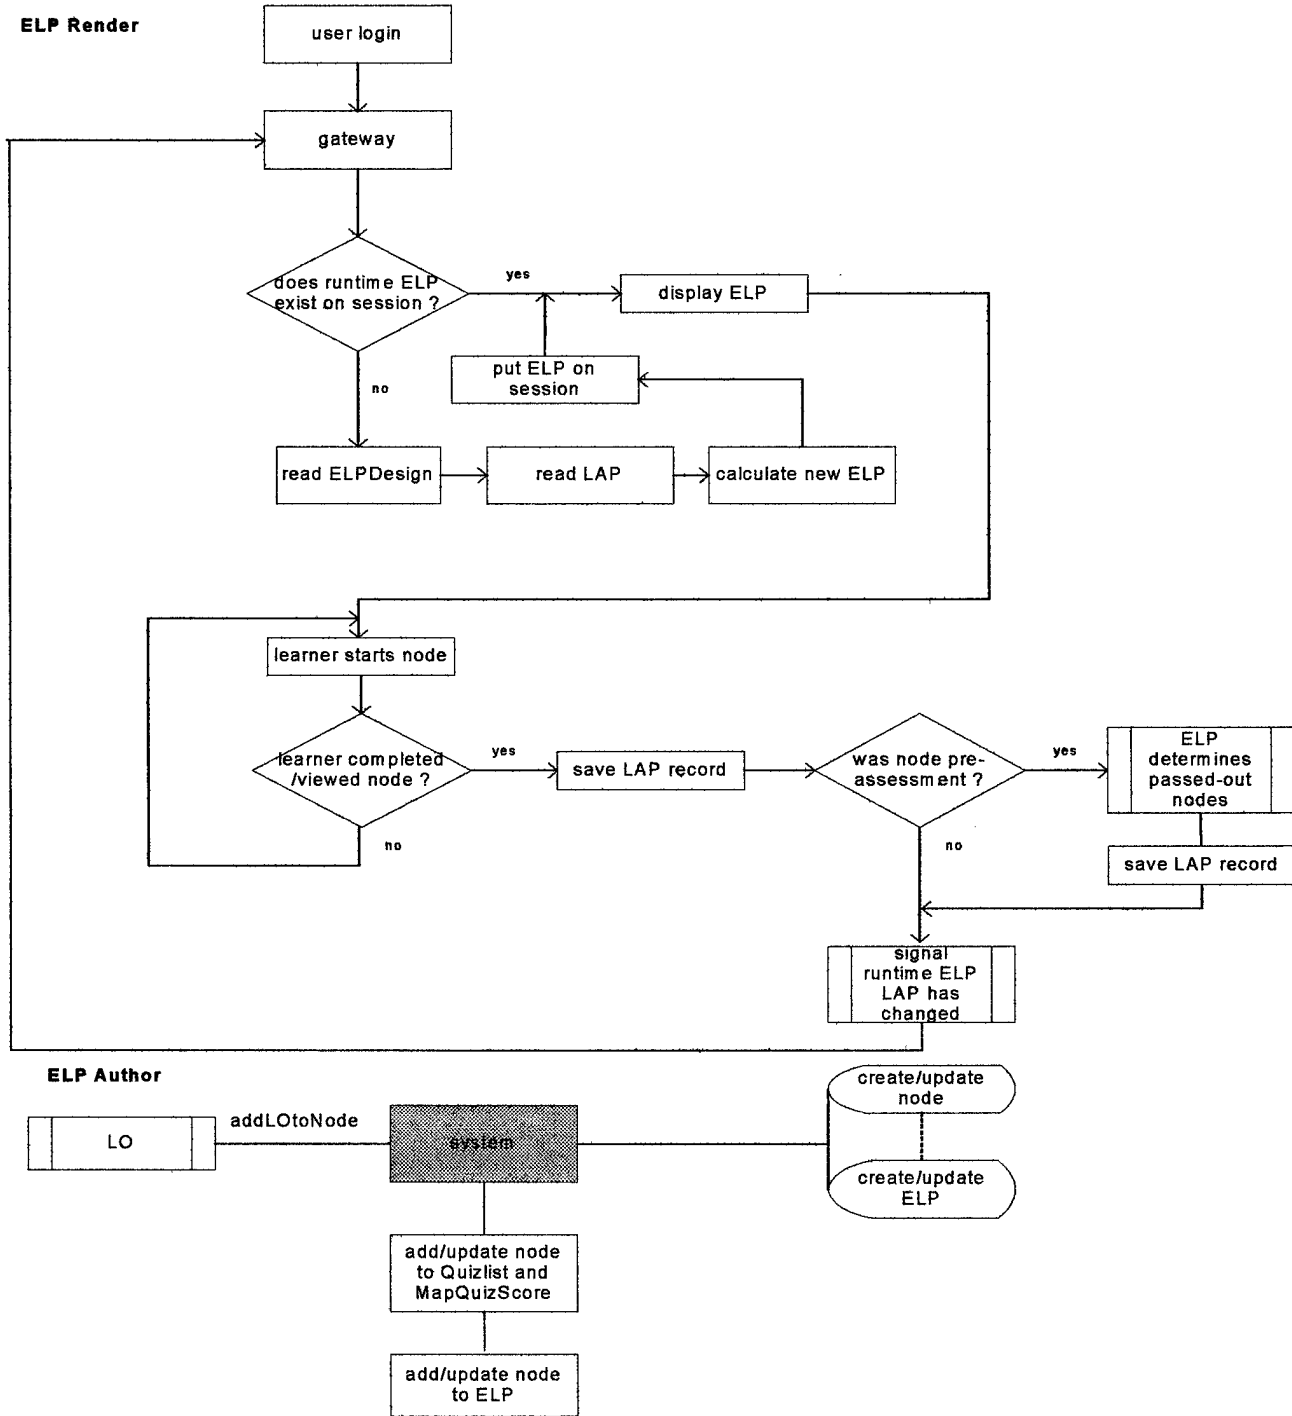 ELP Render
user login
gateway
does runtime ELP
exist on session ?
yes
display ELP
put ELP on
session
no
read ELPDesign
read LAP
calculate new ELP
learner starts node
learner completed
/viewed node ?
yes
save LAP record
was node pre-
assessment ?
yes
ELP
determines
passed-out
nodes
no
no
save LAP record
signal
runtime ELP
LAP has
changed
ELP Author
create/update
node
LO
addLOtoNode
system
create/update
ELP
add/update node
to Quizlist and
MapQuizScore
add/update node
to ELP